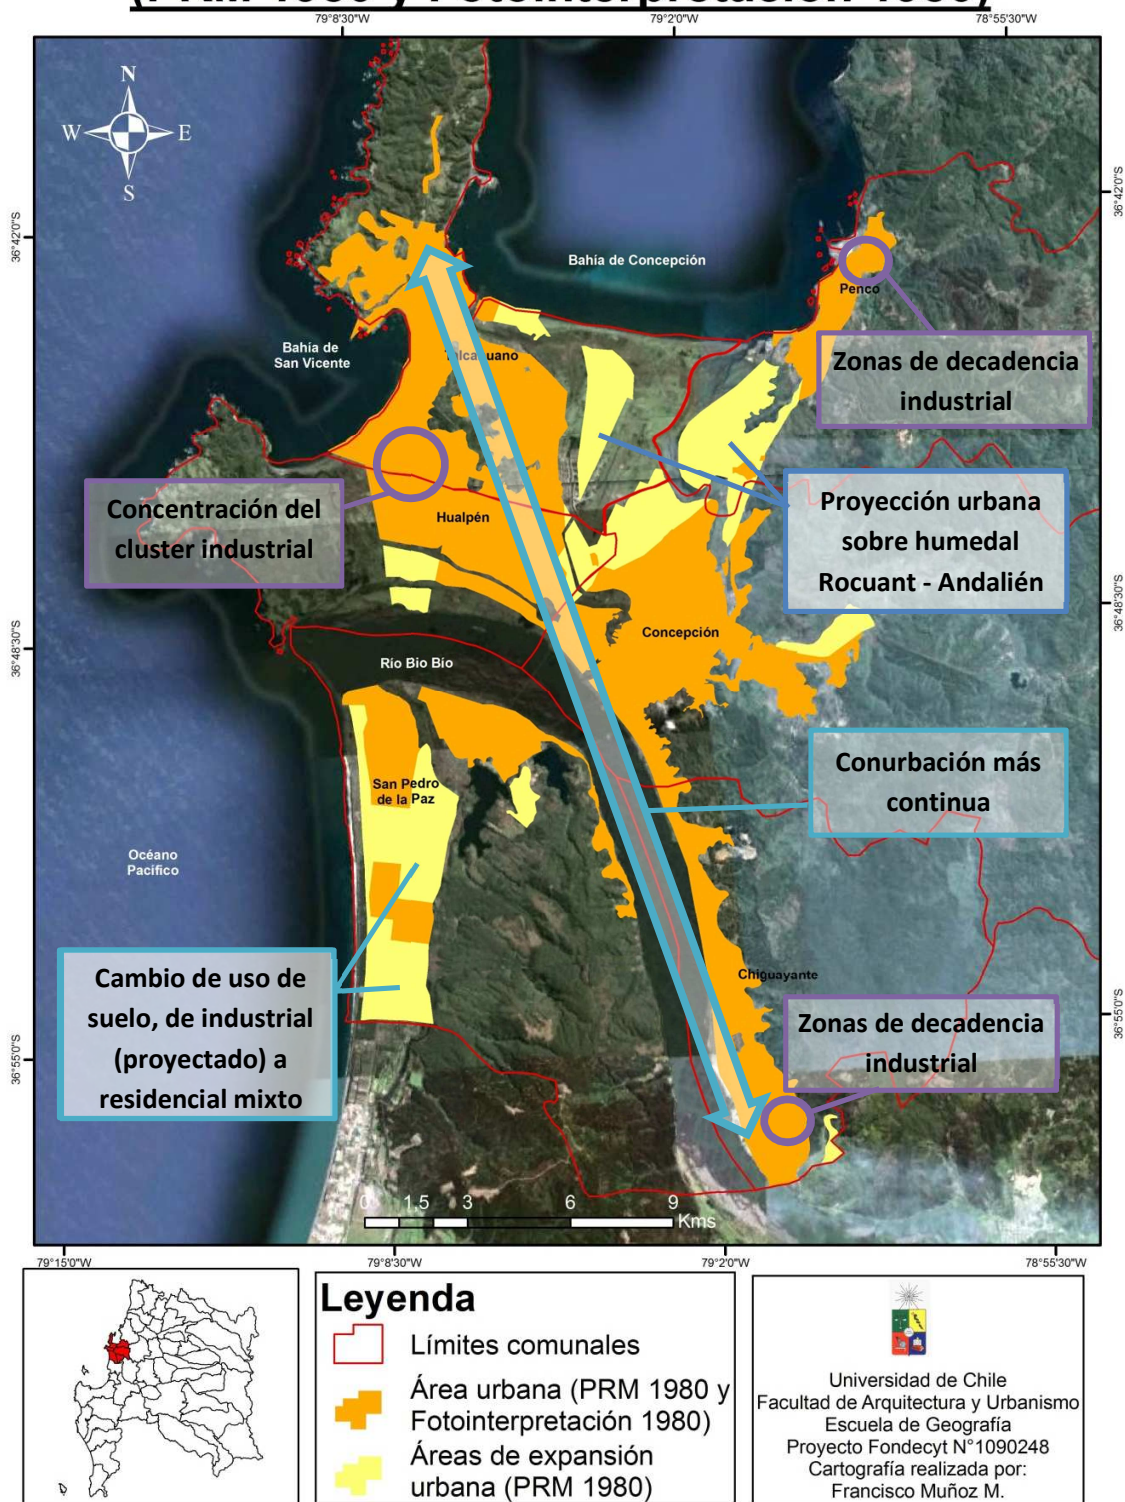 (PRM 1980 y Fotointerpretación 1980)
79°8'30"W
79°2'0"W
78°55'30"W
N
W
E
S
36°42'0"S
36°42'0"S
Bahía de Concepción
Penco
Zonas de decadencia
industrial
Bahía de
San Vicente
Talcahuano
Concentración del
cluster industrial
Hualpén
Proyección urbana
sobre humedal
Rocuant - Andalién
36°48'30"S
36°48'30"S
Concepción
Río Bio Bío
Conurbación más
continua
San Pedro
de la Paz
Océano
Pacífico
Chiguayante
Cambio de uso de
suelo, de industrial
(proyectado) a
residencial mixto
Zonas de decadencia
industrial
36°55'0"S
36°55'0"S
0 1,5 3 6 9
Kms
79°15'0"W
79°8'30"W
79°2'0"W
78°55'30"W
Leyenda
Límites comunales
Área urbana (PRM 1980 y
Fotointerpretación 1980)
Áreas de expansión
urbana (PRM 1980)
Universidad de Chile
Facultad de Arquitectura y Urbanismo
Escuela de Geografía
Proyecto Fondecyt N°1090248
Cartografía realizada por:
Francisco Muñoz M.